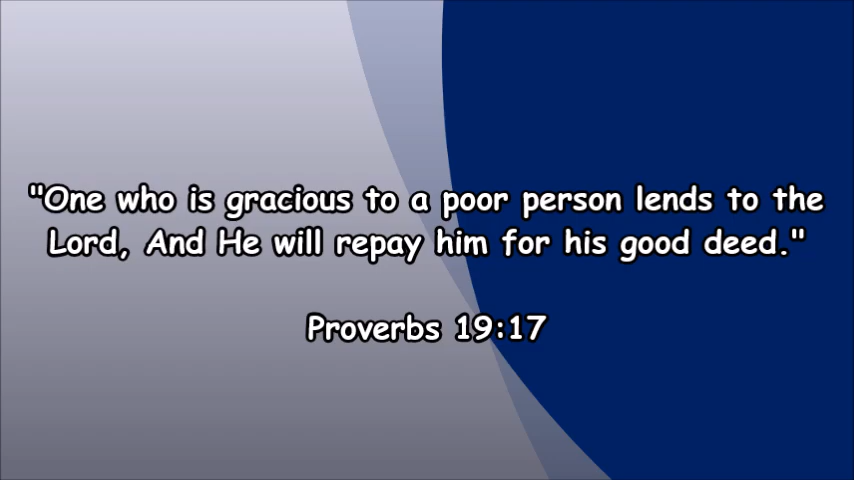 "One who is gracious to a poor person lends to the
Lord, And He will repay him for his good deed."
Proverbs 19:17